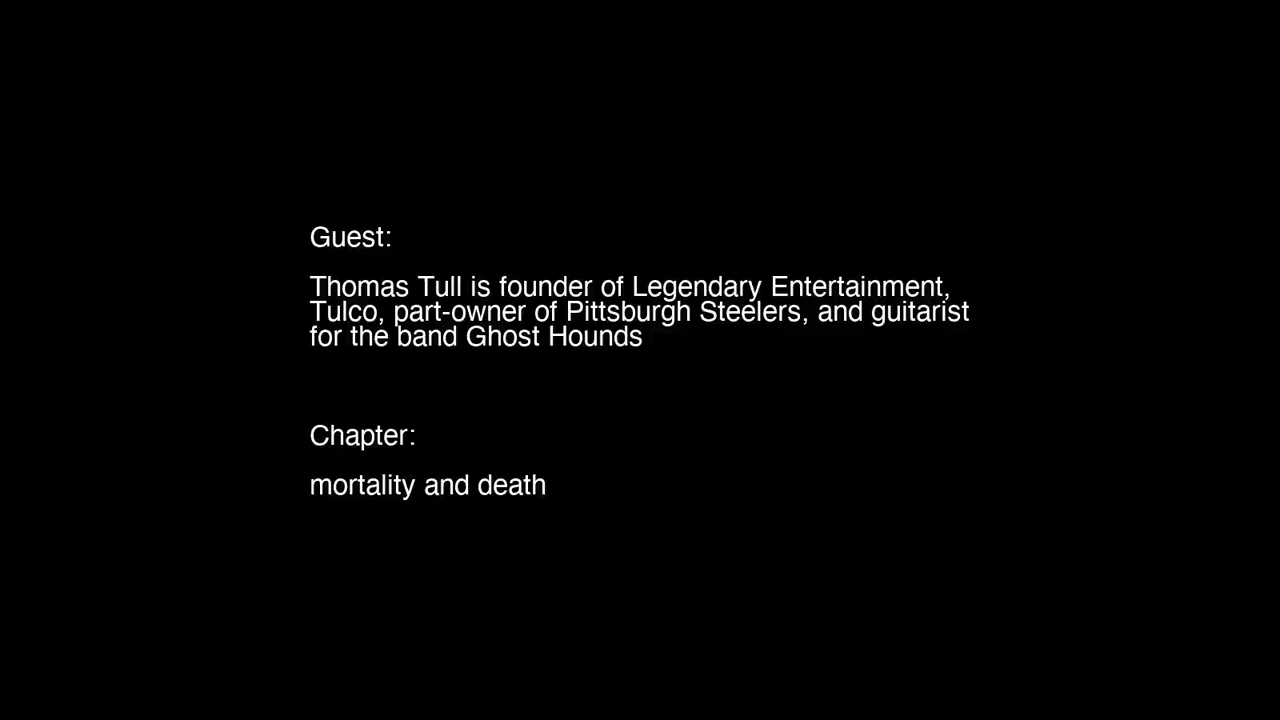 Guest:
Thomas Tull is founder of Legendary Entertainment,
Tulco, part-owner of Pittsburgh Steelers, and guitarist
for the band Ghost Hounds
Chapter:
mortality and death